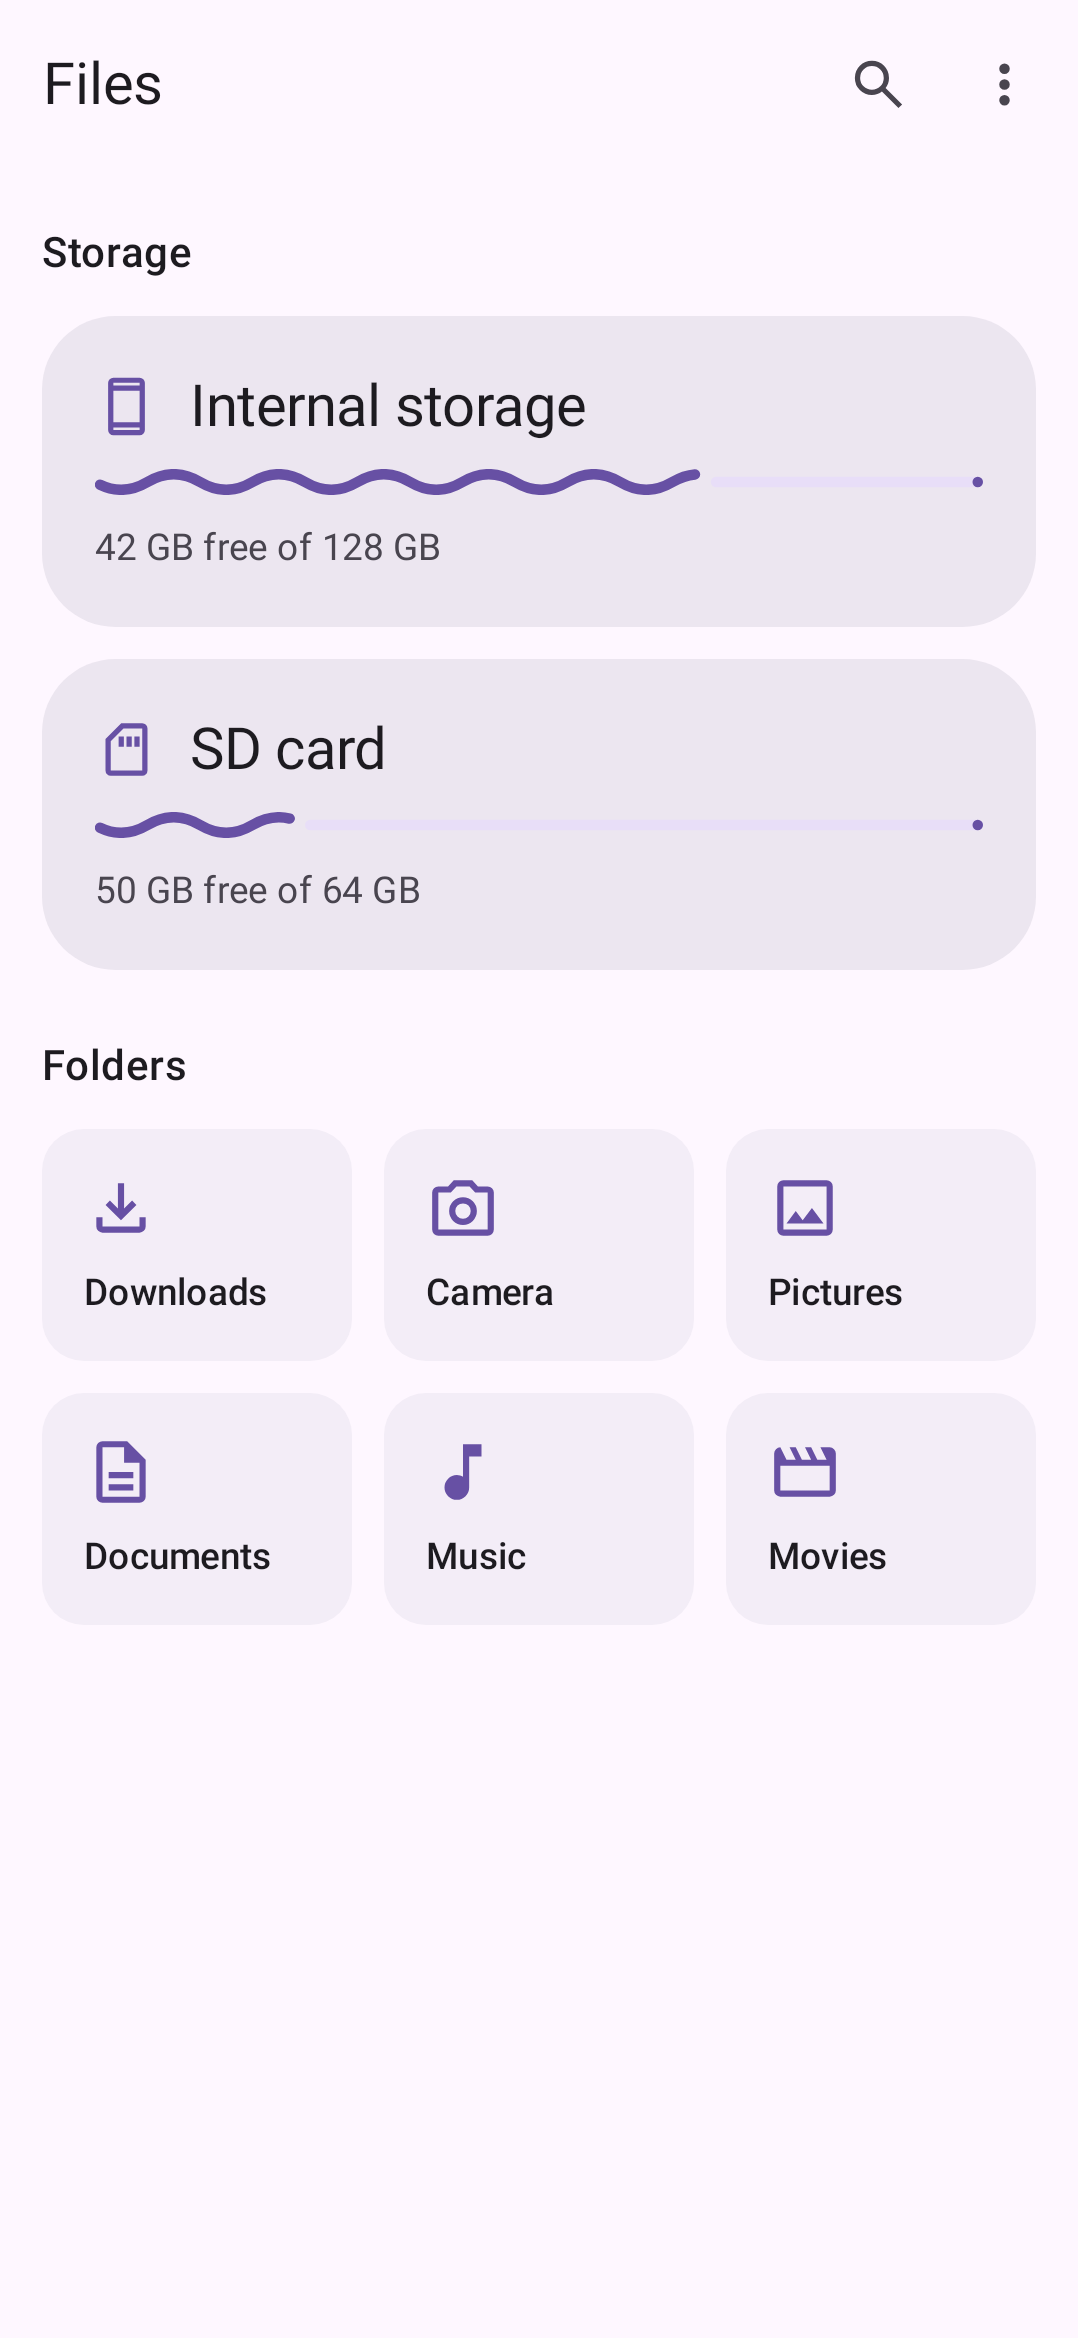 Files
Storage
Internal storage
42 GB free of 128 GB
SD card
50 GB free of 64 GB
Folders
Downloads
Camera
Pictures
Documents
Music
Movies